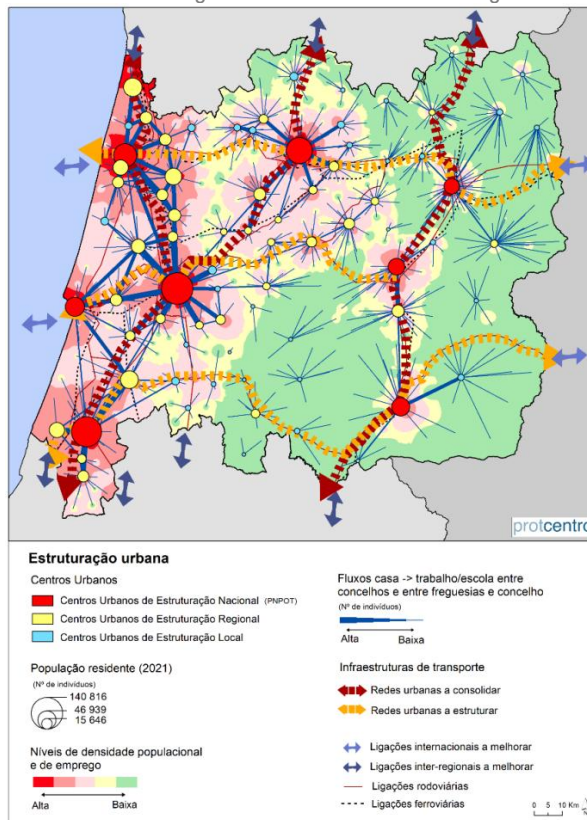 protcentro
Estruturação urbana
Centros Urbanos
Centros Urbanos de Estruturação Nacional (PNPOT)
Centros Urbanos de Estruturação Regional
Centros Urbanos de Estruturação Local
População residente (2021)
(Nº de indivíduos)
140 816
46 939
15 646
Níveis de densidade populacional
e de emprego
Alta Baixa
Fluxos casa -> trabalho/escola entre
concelhos e entre freguesias e concelho
(Nº de indivíduos)
Alta Baixa
Infraestruturas de transporte
Redes urbanas a consolidar
Redes urbanas a estruturar
Ligações internacionais a melhorar
Ligações inter-regionais a melhorar
Ligações rodoviárias
Ligações ferroviárias
0 5 10 Km